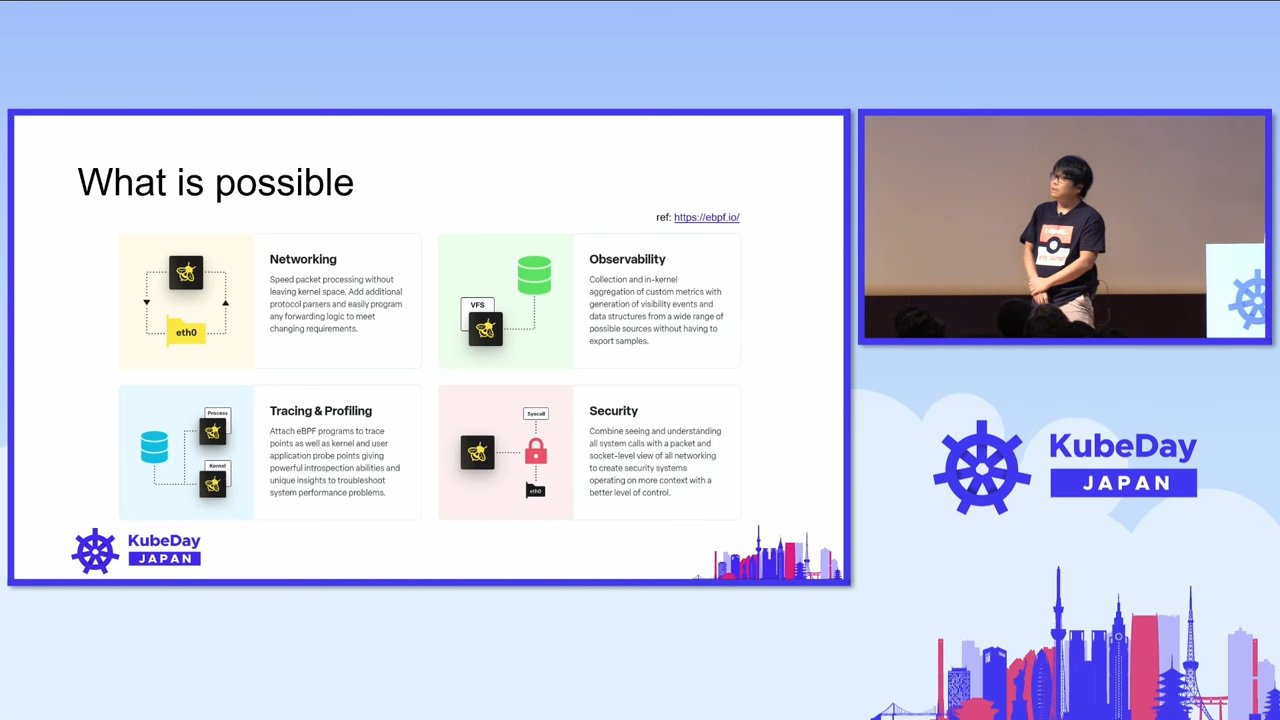 What is possible
ref: https://ebpf.io/
eth0
Networking
Speed packet processing without
leaving kernel space. Add additional
protocol parsers and easily program
any forwarding logic to meet
changing requirements.
VFS
Observability
Collection and in-kernel
aggregation of custom metrics with
generation of visibility events and
data structures from a wide range of
possible sources without having to
export samples.
Process
Kernel
Tracing & Profiling
Attach eBPF programs to trace
points as well as kernel and user
application probe points giving
powerful introspection abilities and
unique insights to troubleshoot
system performance problems.
Syscall
eth0
Security
Combine seeing and understanding
all system calls with a packet and
socket-level view of all networking
to create security systems
operating on more context with a
better level of control.
KubeDay
JAPAN
KubeDay
JAPAN